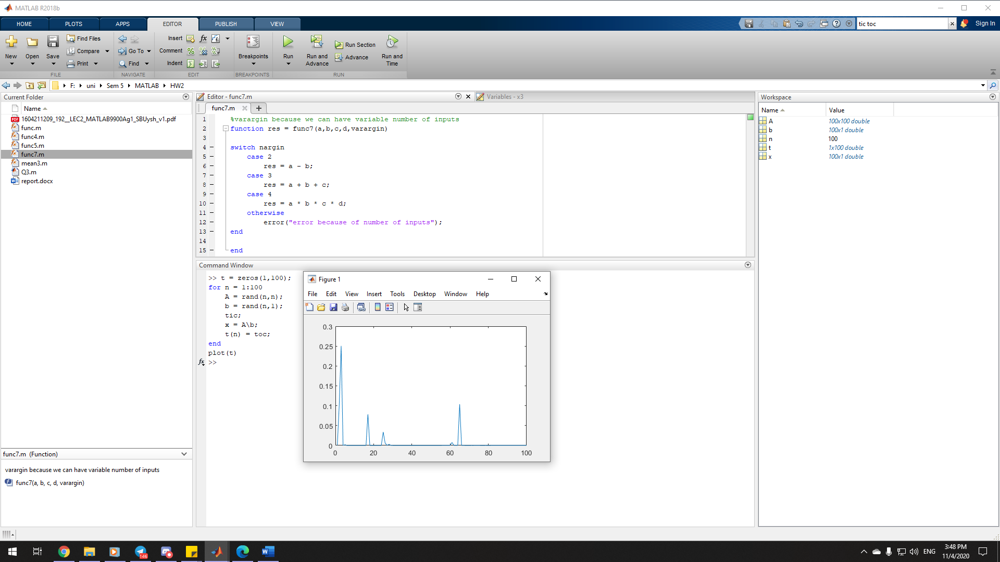 MATLAB R2018b
HOME PLOTS APPS EDITOR PUBLISH VIEW
tic toc
Sign In
New
Open
Save
Find Files
Compare
Print
FILE
Go To
Find
NAVIGATE
Insert
Comment
Indent
EDIT
Breakpoints
BREAKPOINTS
Run
Run and Advance
Run Section
Advance
Run and Time
RUN
F: uni Sem 5 MATLAB HW2
Current Folder
Name
1604211209_192__LEC2_MATLAB9900Ag1_SBUysh_v1.pdf
func.m
func4.m
func5.m
func7.m
mean3.m
Q3.m
report.docx
func7.m (Function)
varargin because we can have variable number of inputs
func7(a, b, c, d, varargin)
Editor - func7.m
Variables - x3
func7.m
1 %varargin because we can have variable number of inputs
2 function res = func7(a,b,c,d,varargin)
3
4 switch nargin
5 case 2
6 res = a - b;
7 case 3
8 res = a + b + c;
9 case 4
10 res = a * b * c * d;
11 otherwise
12 error("error because of number of inputs");
13 end
14
15 end
Command Window
>> t = zeros(1,100);
for n = 1:100
A = rand(n,n);
b = rand(n,1);
tic;
x = A\b;
t(n) = toc;
end
plot(t)
fx >>
Figure 1
File Edit View Insert Tools Desktop Window Help
0.3
0.25
0.2
0.15
0.1
0.05
0
0 20 40 60 80 100
Workspace
Name Value
A 100x100 double
b 100x1 double
n 100
t 1x100 double
x 100x1 double
146
ENG
3:48 PM
11/4/2020